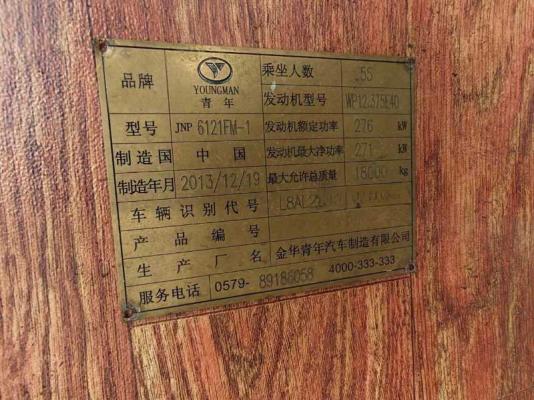 品牌 YOUNGMAN 青年 乘坐人数 55
发动机型号 WP12.375E40
型号 JNP 6121FM-1 发动机额定功率 276 kW
制造国 中国 发动机最大净功率 271 kW
制造年月 2013/12/19 最大允许总质量 18000 kg
车辆识别代号
产品编号
生产厂名 金华青年汽车制造有限公司
服务电话 0579-89186058 4000-333-333